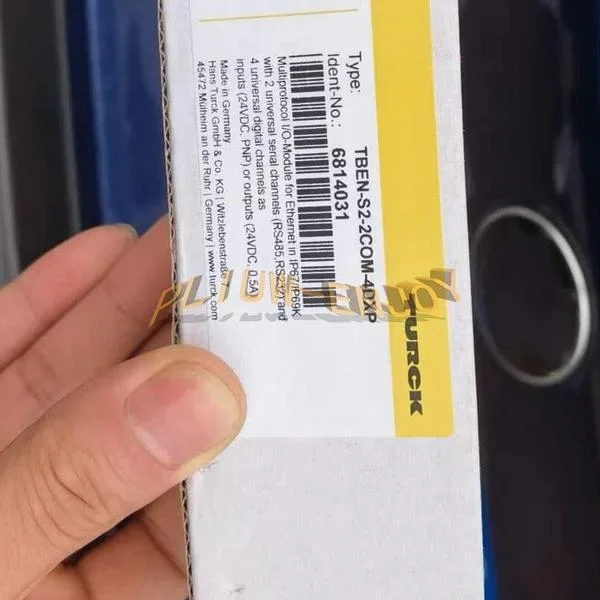 TURCK
Type: TBEN-S2-2COM-4DXP
Ident-No.: 6814031
Multiprotocol I/O-Module for Ethernet in IP67/IP69K
with 2 universal serial channels (RS485,RS232) and
4 universal digital channels as
inputs (24VDC, PNP) or outputs (24VDC, 0.5A)
Made in Germany
Hans Turck GmbH & Co. KG | Witzlebenstraße 7
45472 Mülheim an der Ruhr | Germany | www.turck.com